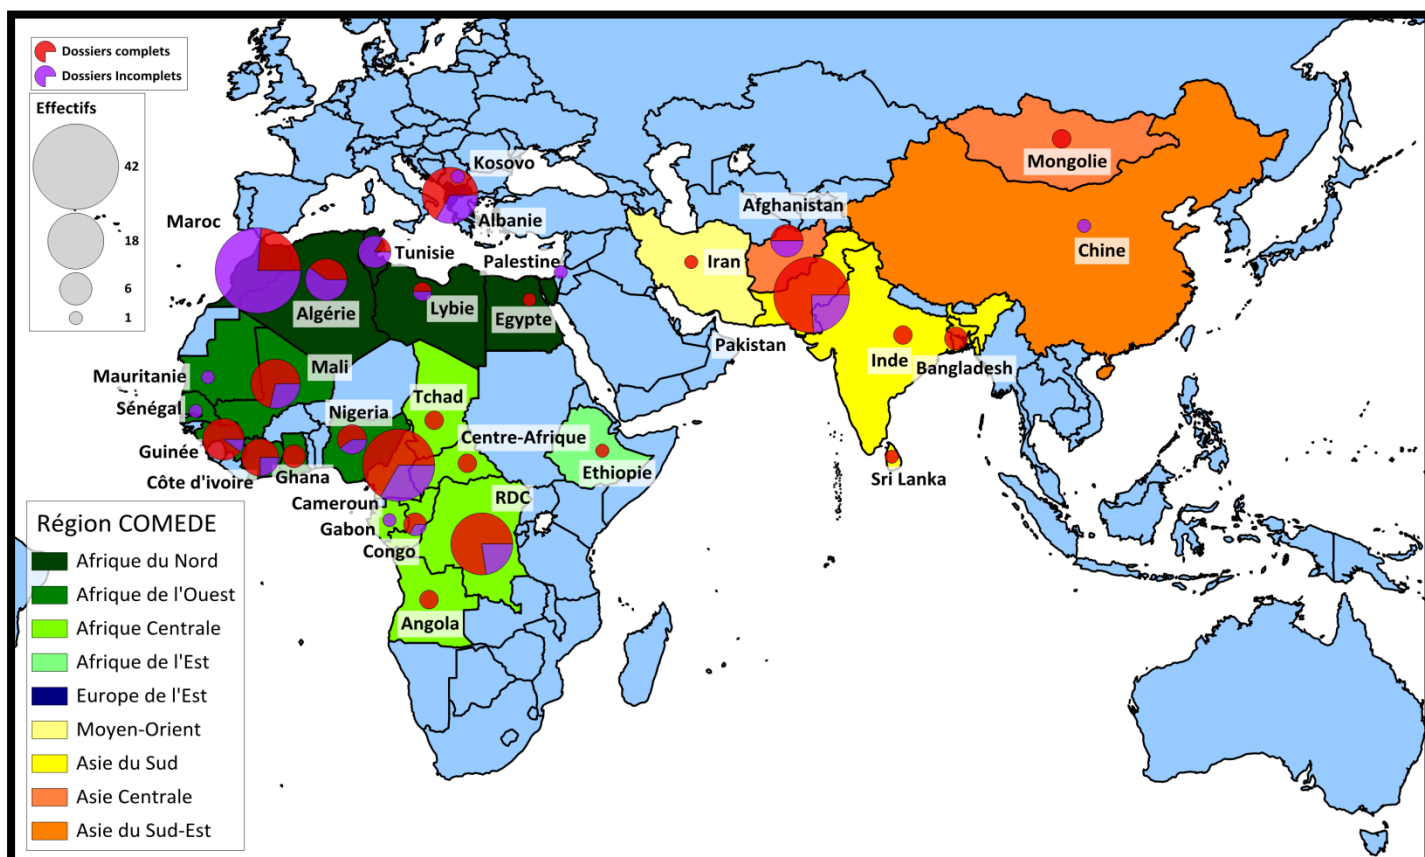 Dossiers complets
Dossiers Incomplets
Effectifs
42
18
6
1
Kosovo
Albanie
Maroc
Tunisie
Palestine
Algérie
Lybie
Egypte
Mali
Mauritanie
Sénégal
Nigeria
Tchad
Centre-Afrique
Ethiopie
Guinée
Côte d'ivoire
Ghana
Cameroun
Gabon
Congo
RDC
Angola
Afghanistan
Iran
Pakistan
Inde
Bangladesh
Sri Lanka
Mongolie
Chine
Région COMEDE
Afrique du Nord
Afrique de l'Ouest
Afrique Centrale
Afrique de l'Est
Europe de l'Est
Moyen-Orient
Asie du Sud
Asie Centrale
Asie du Sud-Est